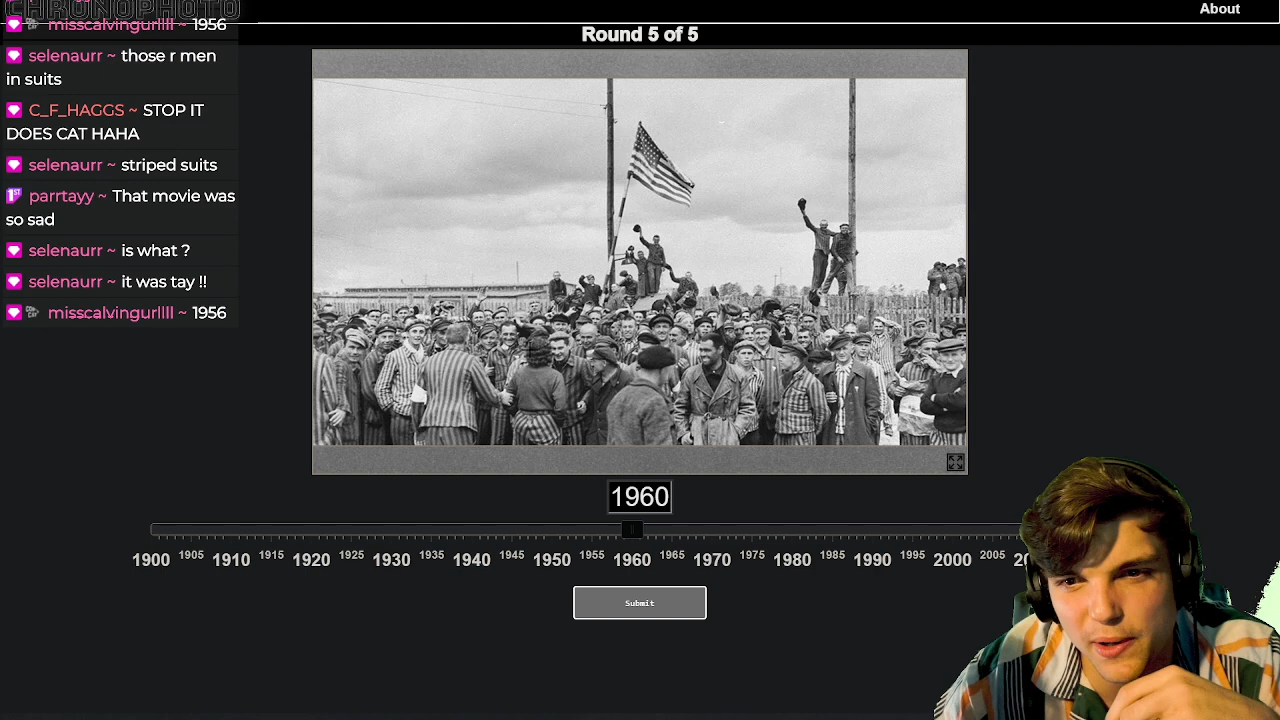 CHRONOPHOTO
About
misscalvingurllll ~ 1956
Round 5 of 5
selenaurr ~ those r men
in suits
C_F_HAGGS ~ STOP IT
DOES CAT HAHA
selenaurr ~ striped suits
1ST parrtayy ~ That movie was
so sad
selenaurr ~ is what ?
selenaurr ~ it was tay !!
misscalvingurllll ~ 1956
1960
1900 1905 1910 1915 1920 1925 1930 1935 1940 1945 1950 1955 1960 1965 1970 1975 1980 1985 1990 1995 2000 2005
Submit